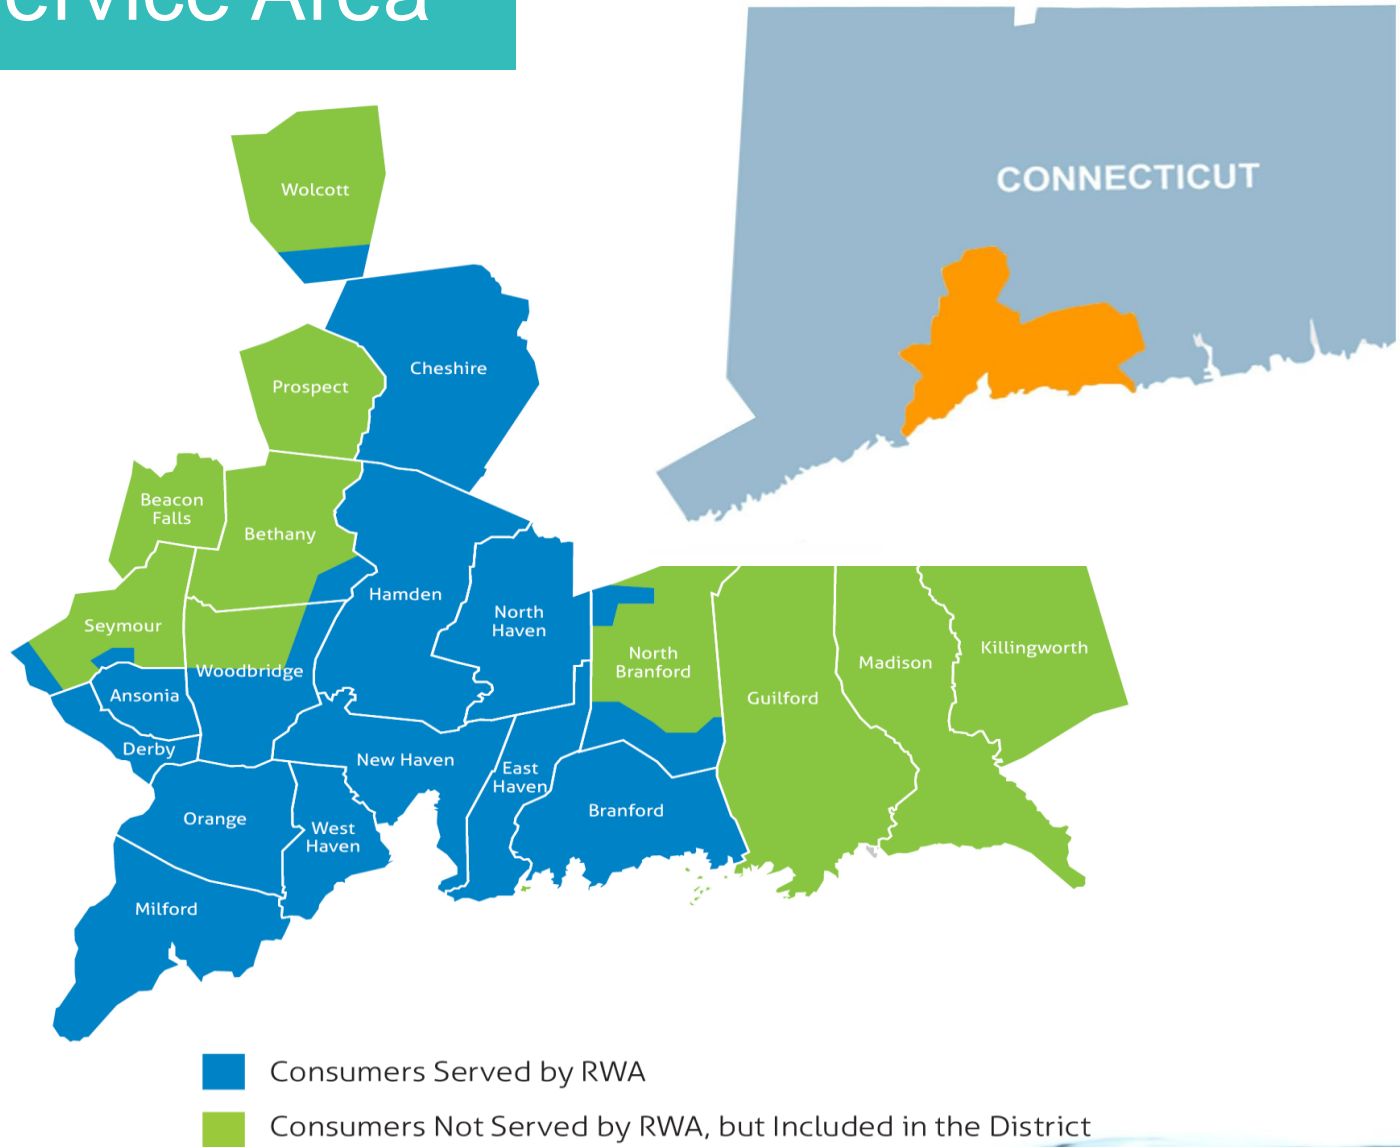 Service Area
CONNECTICUT
Wolcott
Cheshire
Prospect
Beacon
Falls
Bethany
Hamden
North
Haven
Seymour
Woodbridge
Ansonia
Derby
North
Branford
Guilford
Madison
Killingworth
New Haven
East
Haven
Branford
Orange
West
Haven
Milford
Consumers Served by RWA
Consumers Not Served by RWA, but Included in the District